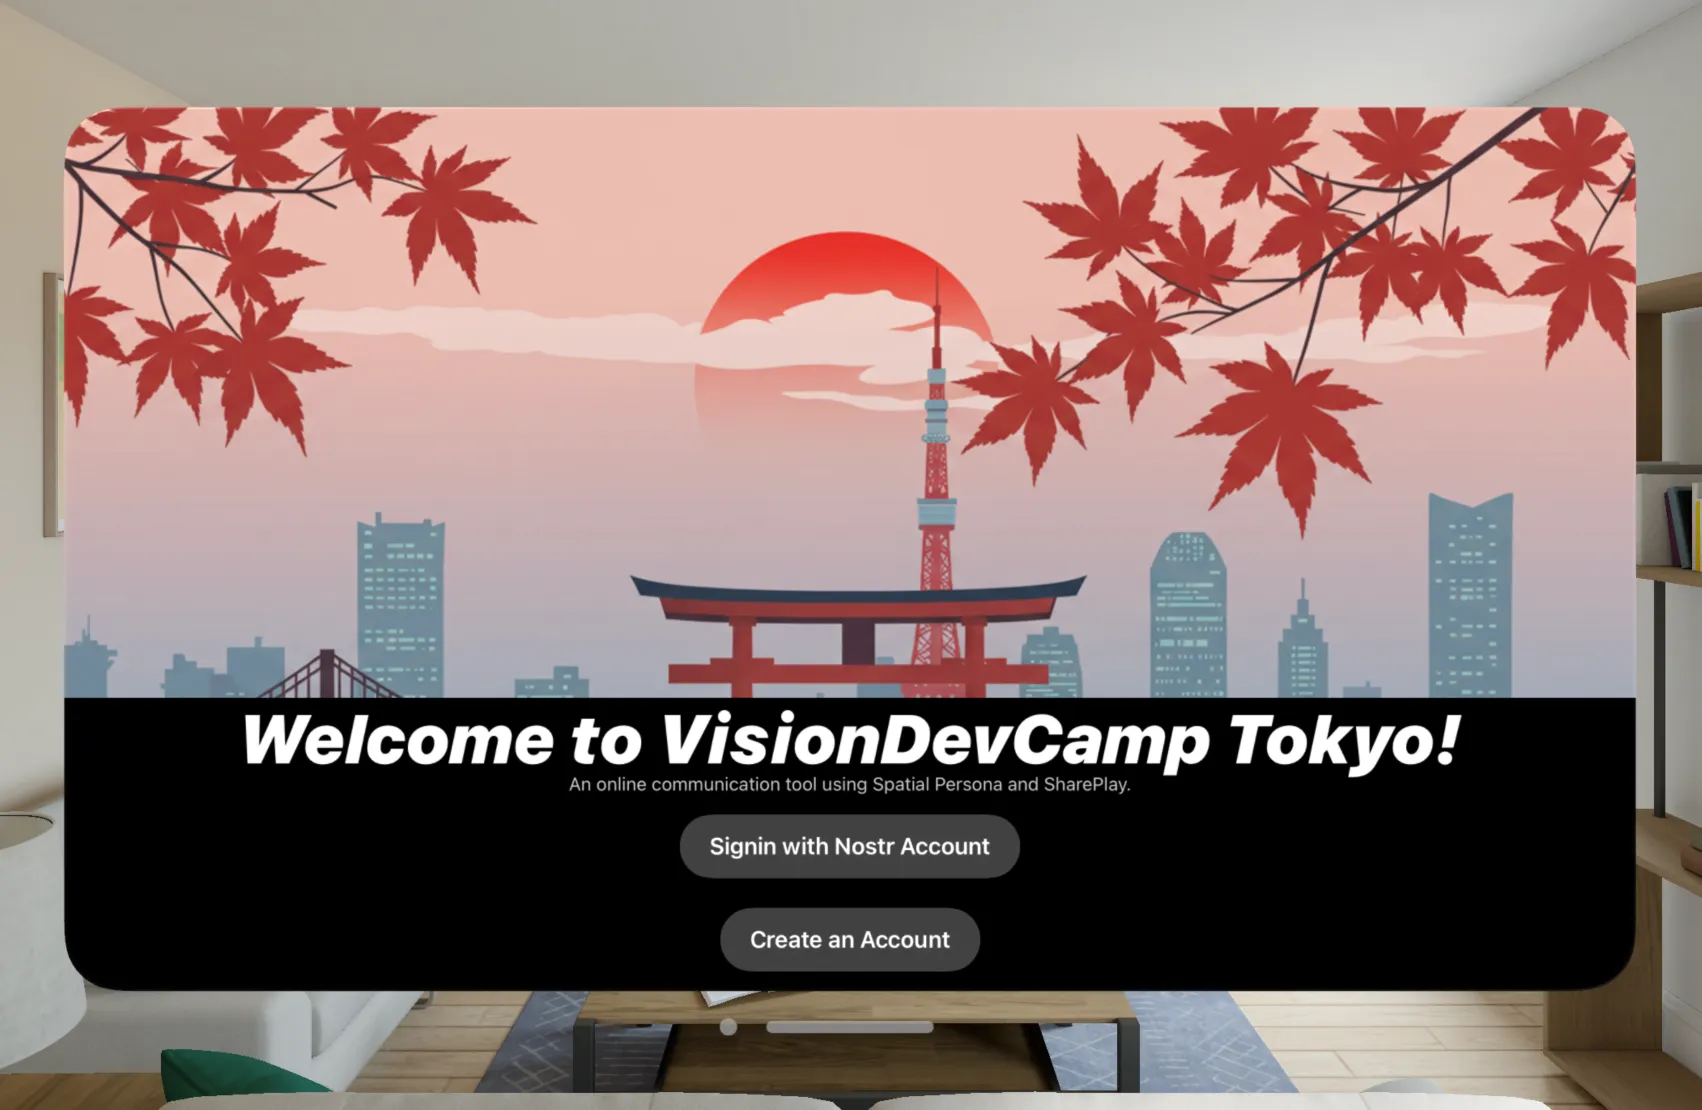 Welcome to VisionDevCamp Tokyo!
An online communication tool using Spatial Persona and SharePlay.
Signin with Nostr Account
Create an Account